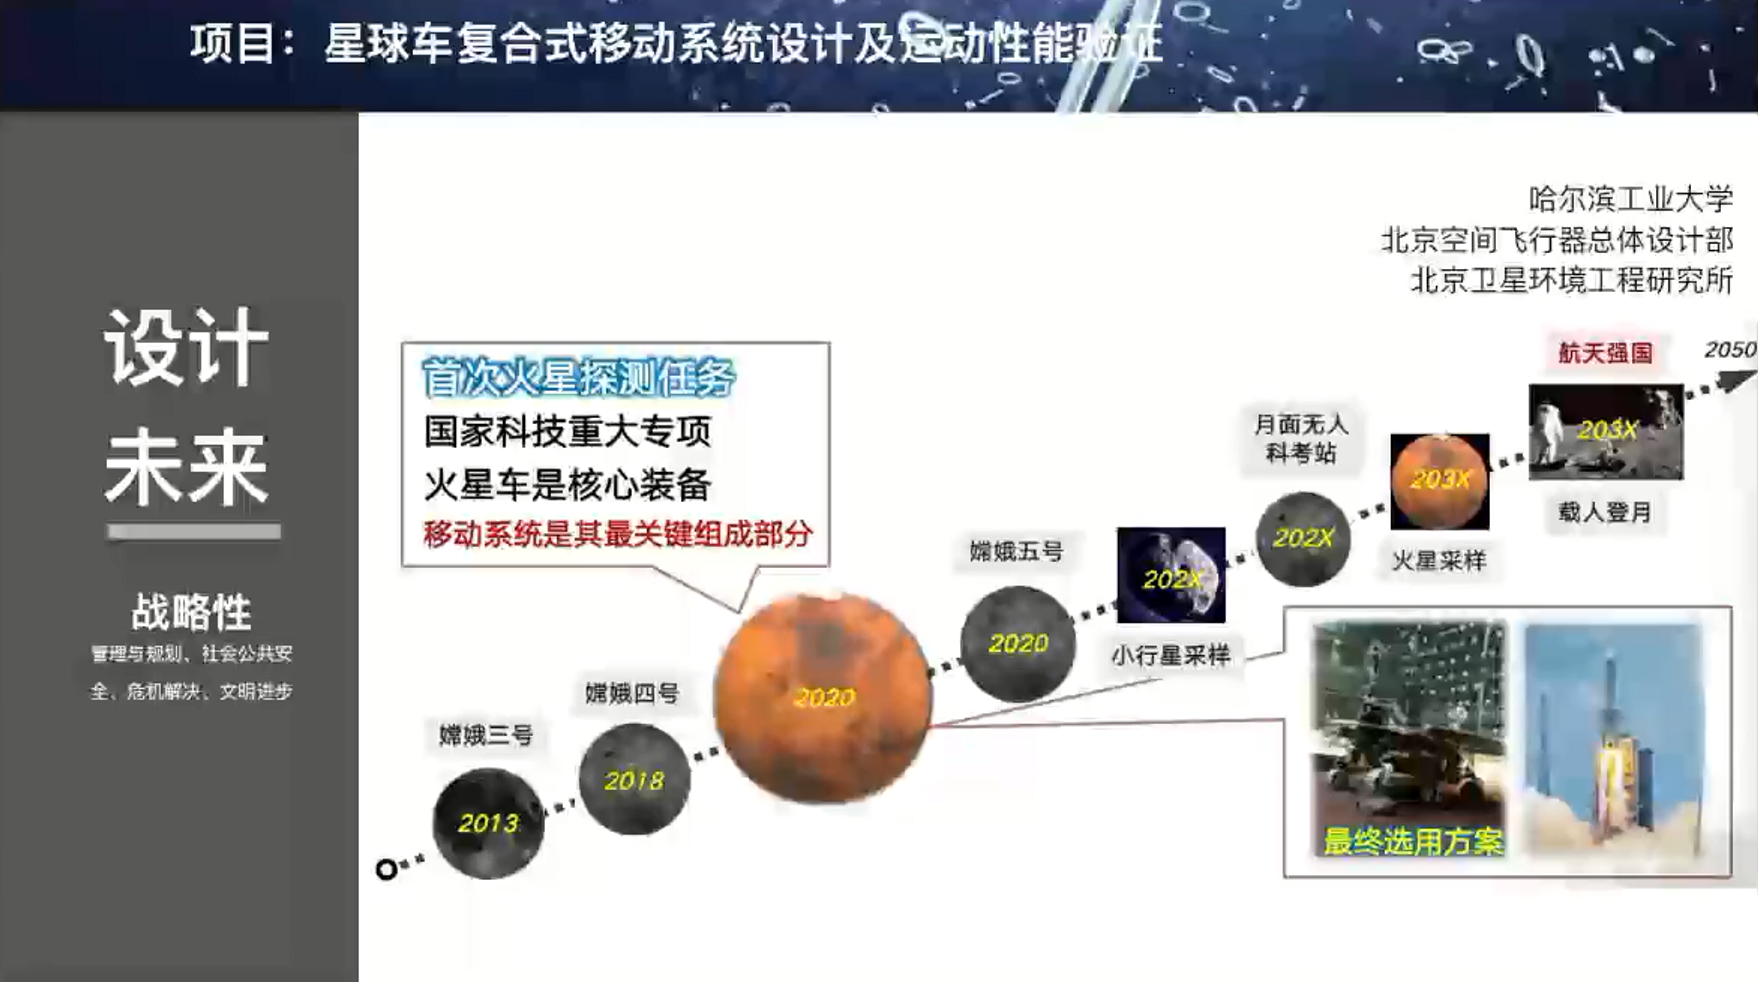 项目：星球车复合式移动系统设计及运动性能验证
哈尔滨工业大学
北京空间飞行器总体设计部
北京卫星环境工程研究所
设计
未来
战略性
管理与规划、社会公共安
全、危机解决、文明进步
首次火星探测任务
国家科技重大专项
火星车是核心装备
移动系统是其最关键组成部分
嫦娥三号
2013
嫦娥四号
2018
2020
嫦娥五号
2020
202X
小行星采样
月面无人
科考站
202X
203X
火星采样
航天强国
203X
载人登月
2050
最终选用方案